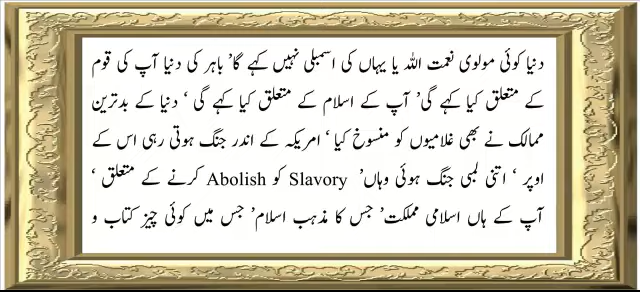 دنیا کوئی مولوی نعمت اللہ یا یہاں کی اسمبلی نہیں کہے گا’ باہر کی دنیا آپ کی قوم
کے متعلق کیا کہے گی’ آپ کے اسلام کے متعلق کیا کہے گی ‘ دنیا کے بدترین
ممالک نے بھی غلامیوں کو منسوخ کیا ‘ امریکہ کے اندر جنگ ہوتی رہی اس کے
اوپر ‘ اتنی لمبی جنگ ہوئی وہاں’ Slavory کو Abolish کرنے کے متعلق ‘
آپ کے ہاں اسلامی مملکت’ جس کا مذہب اسلام’ جس میں کوئی چیز کتاب و